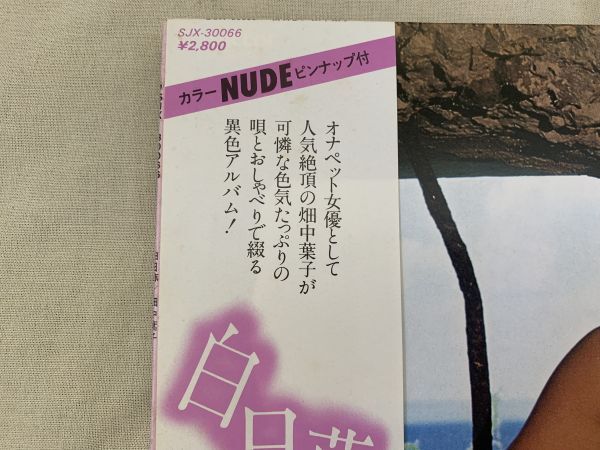 SJX-30066
¥2,800
カラーNUDEピンナップ付
オナペット女優として
人気絶頂の畑中葉子が
可憐な色気たっぷりの
唄とおしゃべりで綴る
異色アルバム!
白日